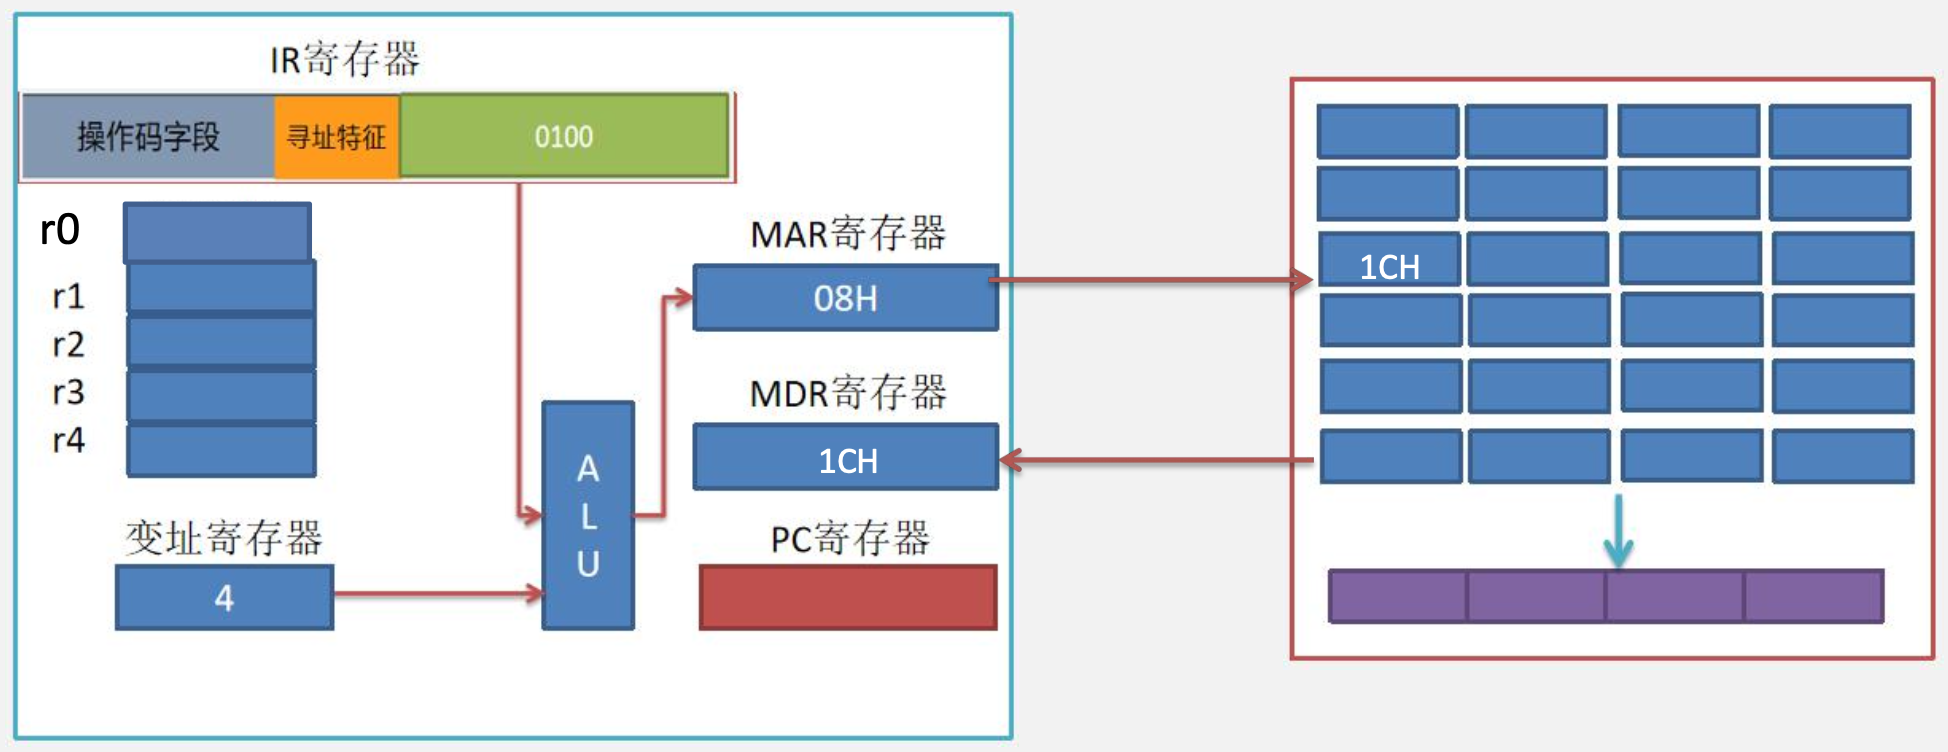 IR寄存器
操作码字段 寻址特征 0100
r0
r1
r2
r3
r4
变址寄存器
4
A
L
U
MAR寄存器
08H
MDR寄存器
1CH
PC寄存器
1CH